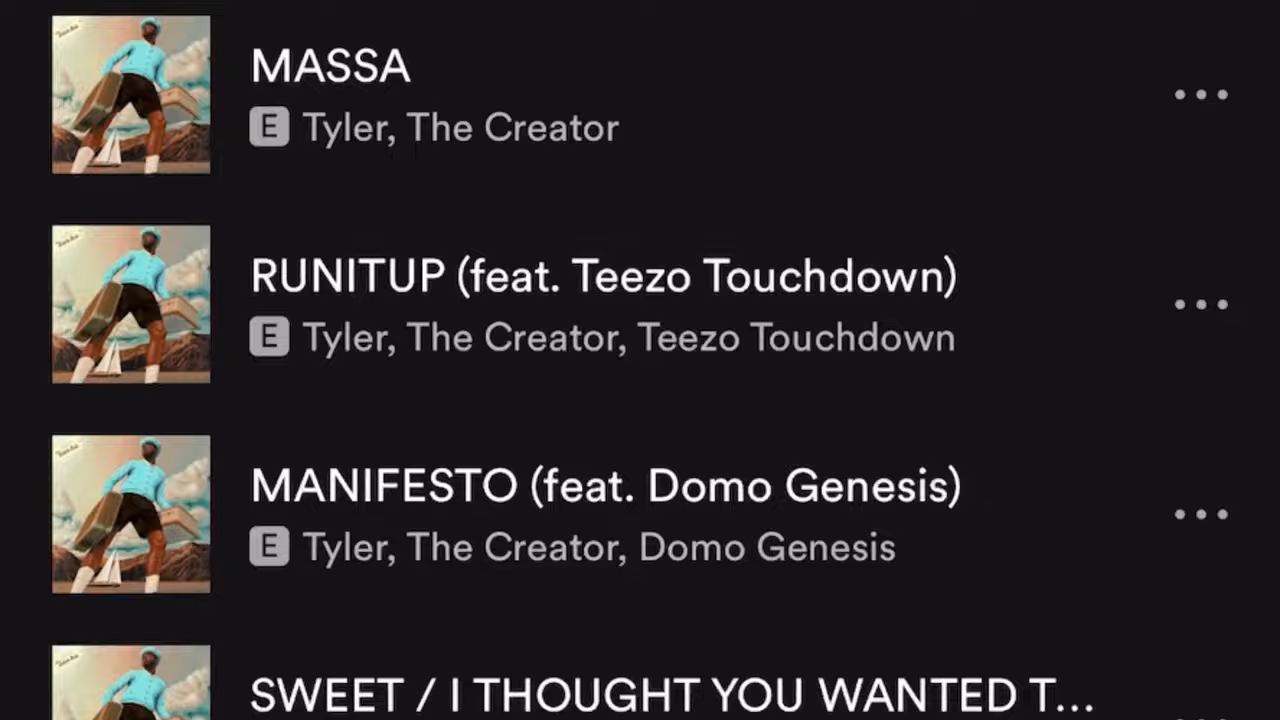 MASSA
E Tyler, The Creator
RUNITUP (feat. Teezo Touchdown)
E Tyler, The Creator, Teezo Touchdown
MANIFESTO (feat. Domo Genesis)
E Tyler, The Creator, Domo Genesis
SWEET / I THOUGHT YOU WANTED T...